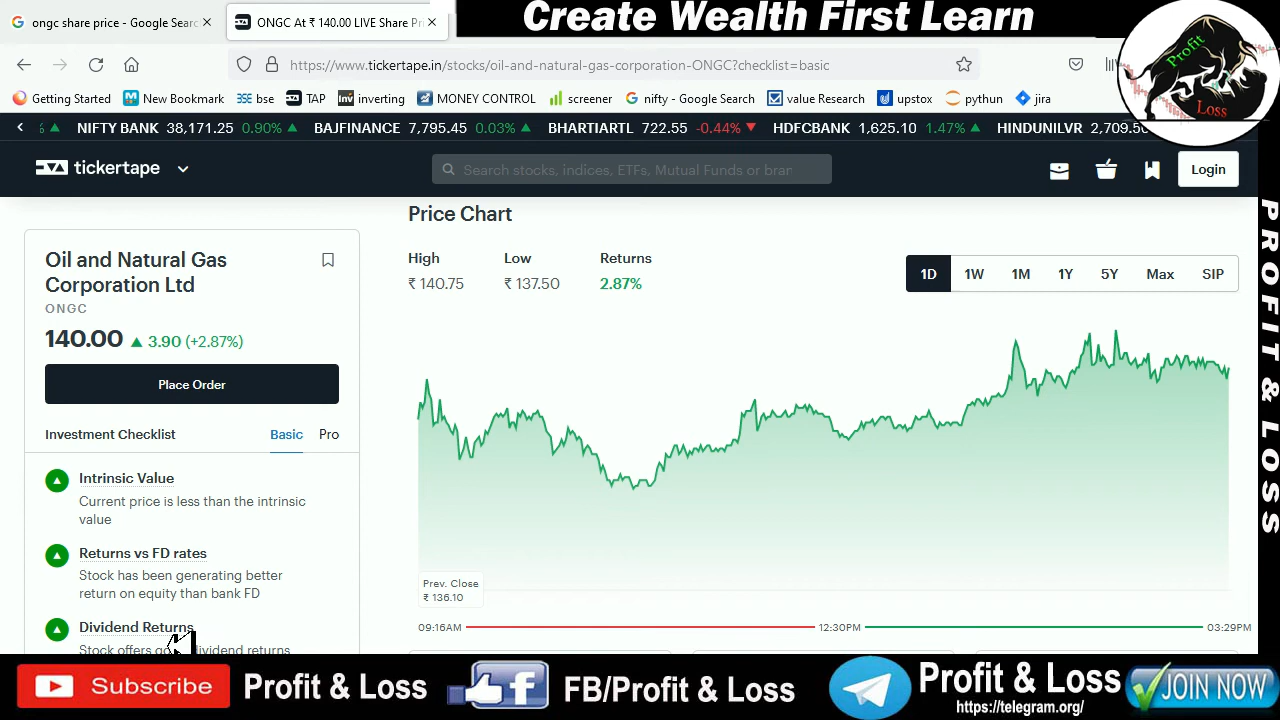 Create Wealth First Learn
ongc share price - Google Sear
ONGC At ₹ 140.00 LIVE Share Pr
https://www.tickertape.in/stocks/oil-and-natural-gas-corporation-ONGC?checklist=basic
Getting Started
New Bookmark
bse
TAP
inverting
MONEY CONTROL
screener
nifty - Google Search
value Research
upstox
python
jira
Profit
Loss
NIFTY BANK 38,171.25 0.90%
BAJFINANCE 7,795.45 0.03%
BHARTIARTL 722.55 -0.44%
HDFCBANK 1,625.10 1.47%
HINDUNILVR 2,709.50
tickertape
Search stocks, indices, ETFs, Mutual Funds or bran
Login
Oil and Natural Gas
Corporation Ltd
ONGC
140.00 ▲ 3.90 (+2.87%)
Place Order
Investment Checklist
Basic
Pro
Intrinsic Value
Current price is less than the intrinsic
value
Returns vs FD rates
Stock has been generating better
return on equity than bank FD
Dividend Returns
Stock offers dividend returns
Price Chart
High
₹ 140.75
Low
₹ 137.50
Returns
2.87%
1D 1W 1M 1Y 5Y Max SIP
Prev. Close
₹ 136.10
09:16AM
12:30PM
03:29PM
PROFIT & LOSS
Subscribe
Profit & Loss
f
FB/Profit & Loss
Profit & Loss
https://telegram.org/
JOIN NOW